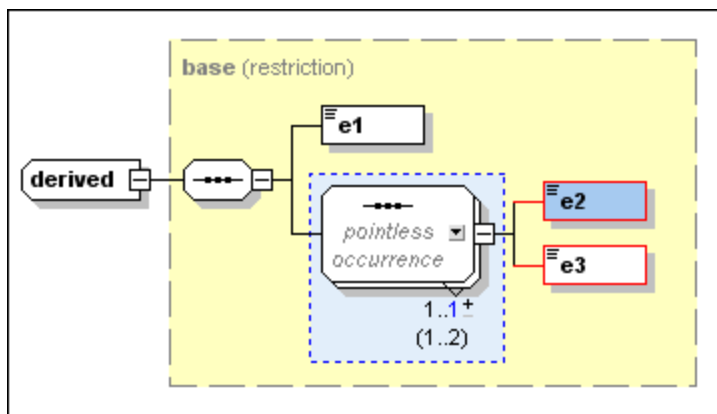 base (restriction)
e1
derived
pointless
occurrence
e2
e3
1..1
(1..2)